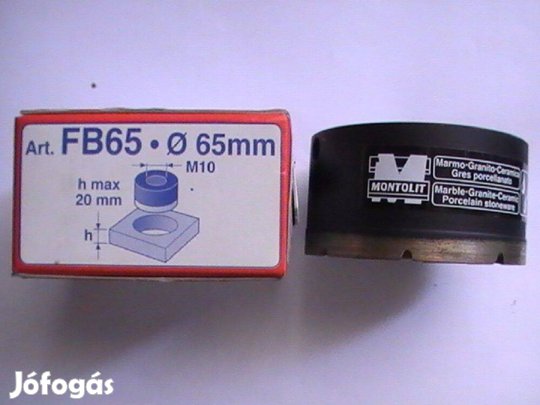 Art. FB65 • Ø 65mm
M10
h max
20 mm
h
M
MONTOLIT
Marmo-Granito-Ceramica
Gres porcellanato
Marble-Granite-Ceramic
Porcelain stoneware
Jófogás